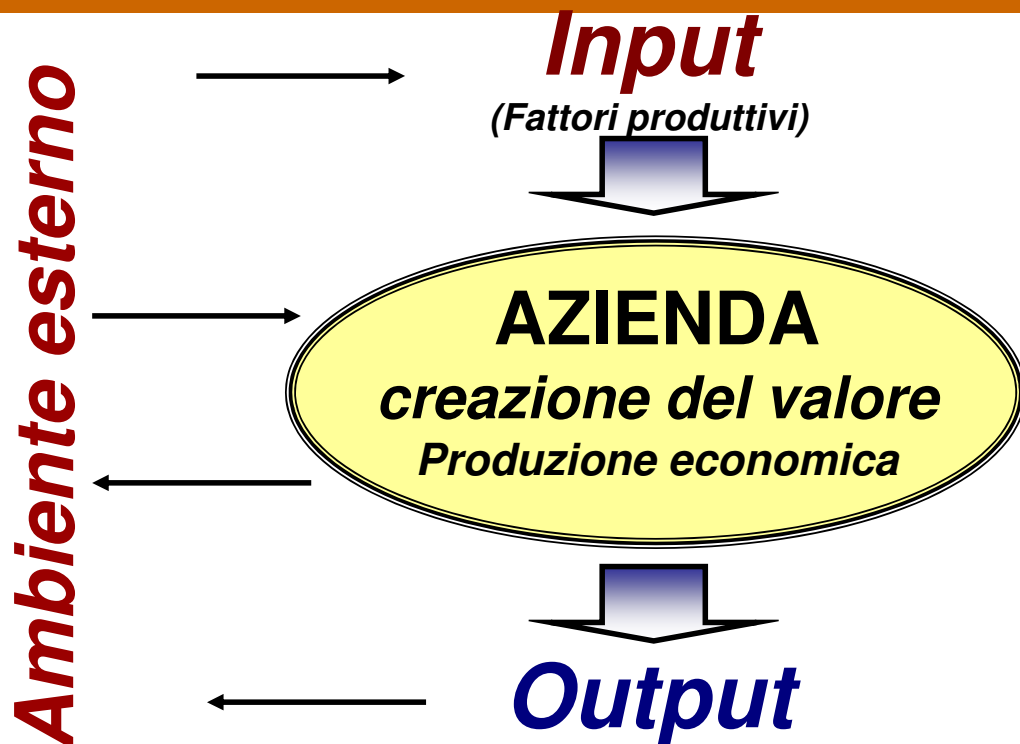 Ambiente esterno
Input
(Fattori produttivi)
AZIENDA
creazione del valore
Produzione economica
Output